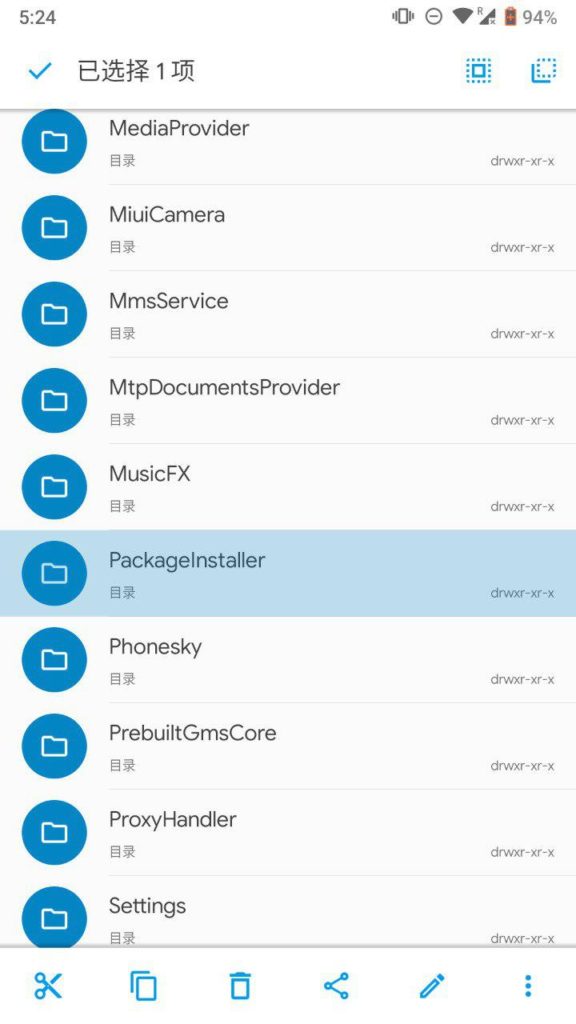 5:24
R
94%
已选择 1 项
MediaProvider
目录
drwxr-xr-x
MiuiCamera
目录
drwxr-xr-x
MmsService
目录
drwxr-xr-x
MtpDocumentsProvider
目录
drwxr-xr-x
MusicFX
目录
drwxr-xr-x
PackageInstaller
目录
drwxr-xr-x
Phonesky
目录
drwxr-xr-x
PrebuiltGmsCore
目录
drwxr-xr-x
ProxyHandler
目录
drwxr-xr-x
Settings
目录
drwxr-xr-x